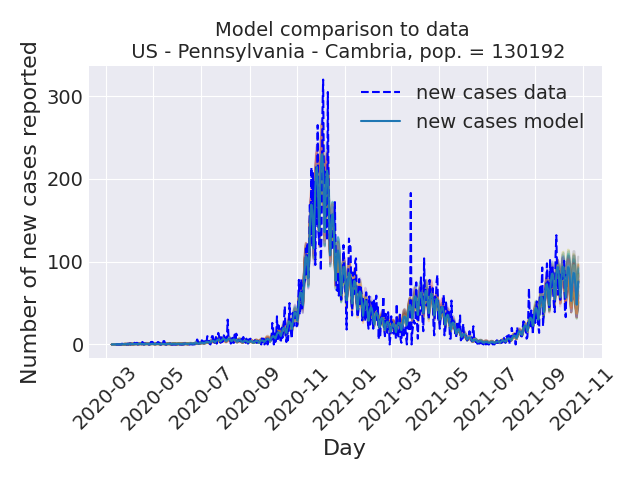 Model comparison to data
US - Pennsylvania - Cambria, pop. = 130192
Number of new cases reported
300
200
100
0
new cases data
new cases model
2020-03
2020-05
2020-07
2020-09
2020-11
2021-01
2021-03
2021-05
2021-07
2021-09
2021-11
Day